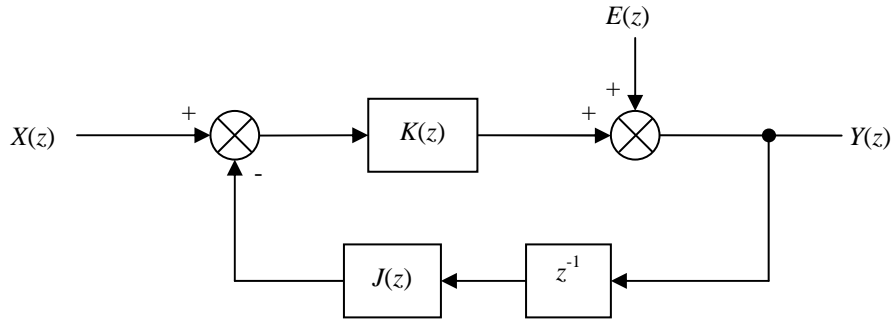 E(z)
+
+
+
X(z)
K(z)
Y(z)
-
J(z)
z⁻¹